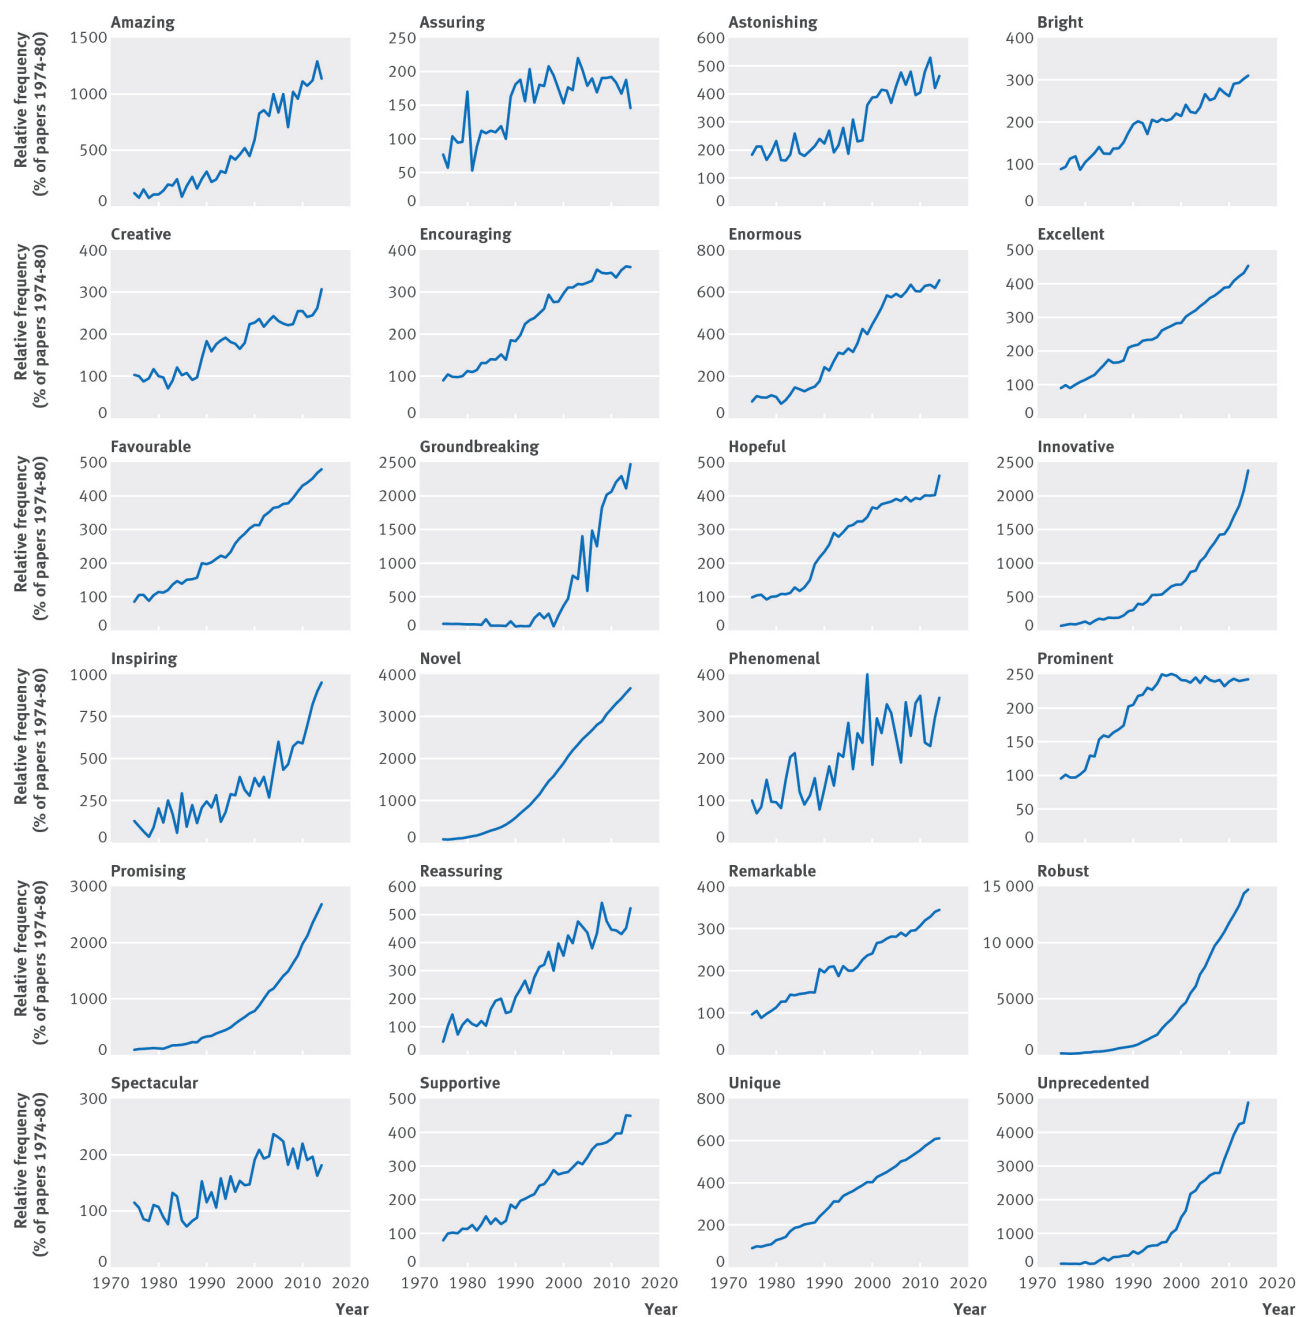 Amazing
Assuring
Astonishing
Bright
Relative frequency
(% of papers 1974-80)
1500
1000
500
0
250
200
150
100
50
0
600
500
400
300
200
100
0
400
300
200
100
0
Creative
Encouraging
Enormous
Excellent
Relative frequency
(% of papers 1974-80)
400
300
200
100
0
400
300
200
100
0
800
600
400
200
0
500
400
300
200
100
0
Favourable
Groundbreaking
Hopeful
Innovative
Relative frequency
(% of papers 1974-80)
500
400
300
200
100
0
2500
2000
1500
1000
500
0
500
400
300
200
100
0
2500
2000
1500
1000
500
0
Inspiring
Novel
Phenomenal
Prominent
Relative frequency
(% of papers 1974-80)
1000
750
500
250
0
4000
3000
2000
1000
0
400
300
200
100
0
250
200
150
100
50
0
Promising
Reassuring
Remarkable
Robust
Relative frequency
(% of papers 1974-80)
3000
2000
1000
0
600
500
400
300
200
100
0
400
300
200
100
0
15 000
10 000
5000
0
Spectacular
Supportive
Unique
Unprecedented
Relative frequency
(% of papers 1974-80)
300
200
100
0
500
400
300
200
100
0
800
600
400
200
0
5000
4000
3000
2000
1000
0
1970 1980 1990 2000 2010 2020
1970 1980 1990 2000 2010 2020
1970 1980 1990 2000 2010 2020
1970 1980 1990 2000 2010 2020
Year
Year
Year
Year